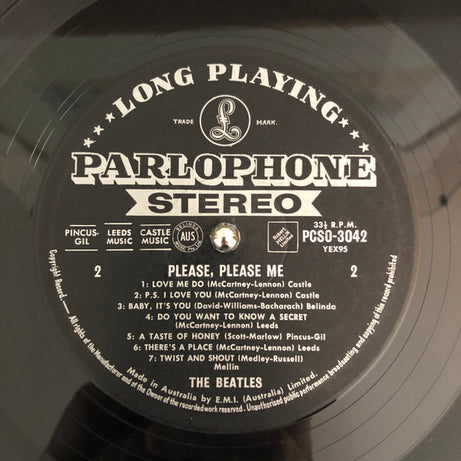 LONG PLAYING
£
TRADE MARK.
PARLOPHONE
STEREO
PINCUS-GIL LEEDS MUSIC CASTLE MUSIC
BELINDA AUS MUSIC PTY LTD
33⅓ R.P.M.
PCSO-3042
YEX95
2 PLEASE, PLEASE ME 2
1: LOVE ME DO (McCartney-Lennon) Castle
2: P.S. I LOVE YOU (McCartney-Lennon) Castle
3: BABY, IT'S YOU (David-Williams-Bacharach) Belinda
4: DO YOU WANT TO KNOW A SECRET
(McCartney-Lennon) Leeds
5: A TASTE OF HONEY (Scott-Marlow) Pincus-Gil
6: THERE'S A PLACE (McCartney-Lennon) Leeds
7: TWIST AND SHOUT (Medley-Russell)
Mellin
THE BEATLES
Made in Australia by E.M.I. (Australia) Limited.
Copyright Record. All rights of the Manufacturer and of the Owner of the recorded work reserved. Unauthorised public performance broadcasting and copying of this record prohibited